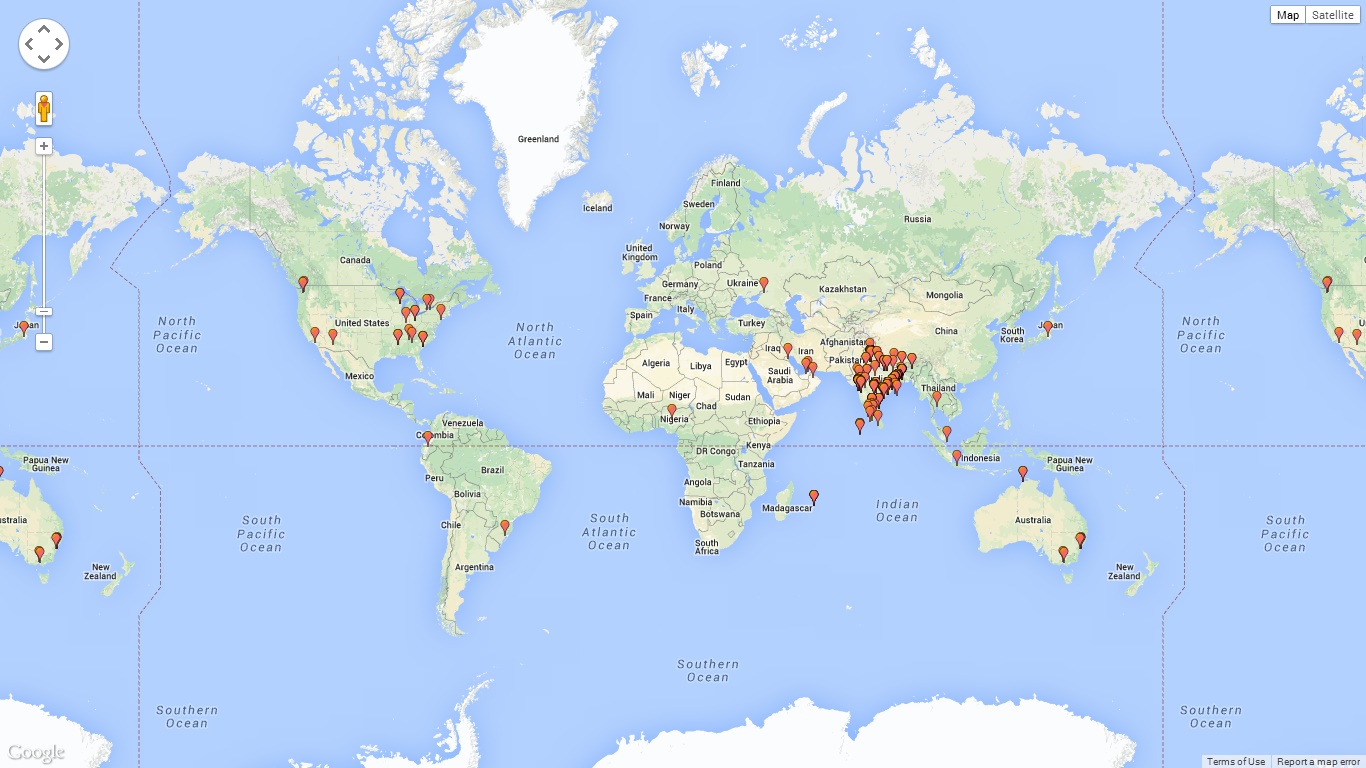 Map Satellite
Greenland
Iceland
Finland
Sweden
Norway
Russia
United
Kingdom
Canada
Poland
Germany
Ukraine
France
Kazakhstan
Mongolia
Italy
Spain
Turkey
North
Pacific
Ocean
United States
North
Atlantic
Ocean
China
South
Korea
Japan
Japan
North
Pacific
Ocean
Afghanistan
Iraq
Iran
Pakistan
Algeria
Libya
Egypt
Saudi
Arabia
Mexico
Mali
Niger
Chad
Sudan
Thailand
Nigeria
Ethiopia
Venezuela
Colombia
Kenya
DR Congo
Tanzania
Indonesia
Papua New
Guinea
Papua New
Guinea
Brazil
Peru
Bolivia
Angola
Namibia
Botswana
Madagascar
Indian
Ocean
Australia
stralia
South
Pacific
Ocean
Chile
South
Atlantic
Ocean
South
Africa
South
Pacific
Ocean
Argentina
New
Zealand
New
Zealand
Southern
Ocean
Southern
Ocean
Southern
Ocean
Google
Terms of Use Report a map error